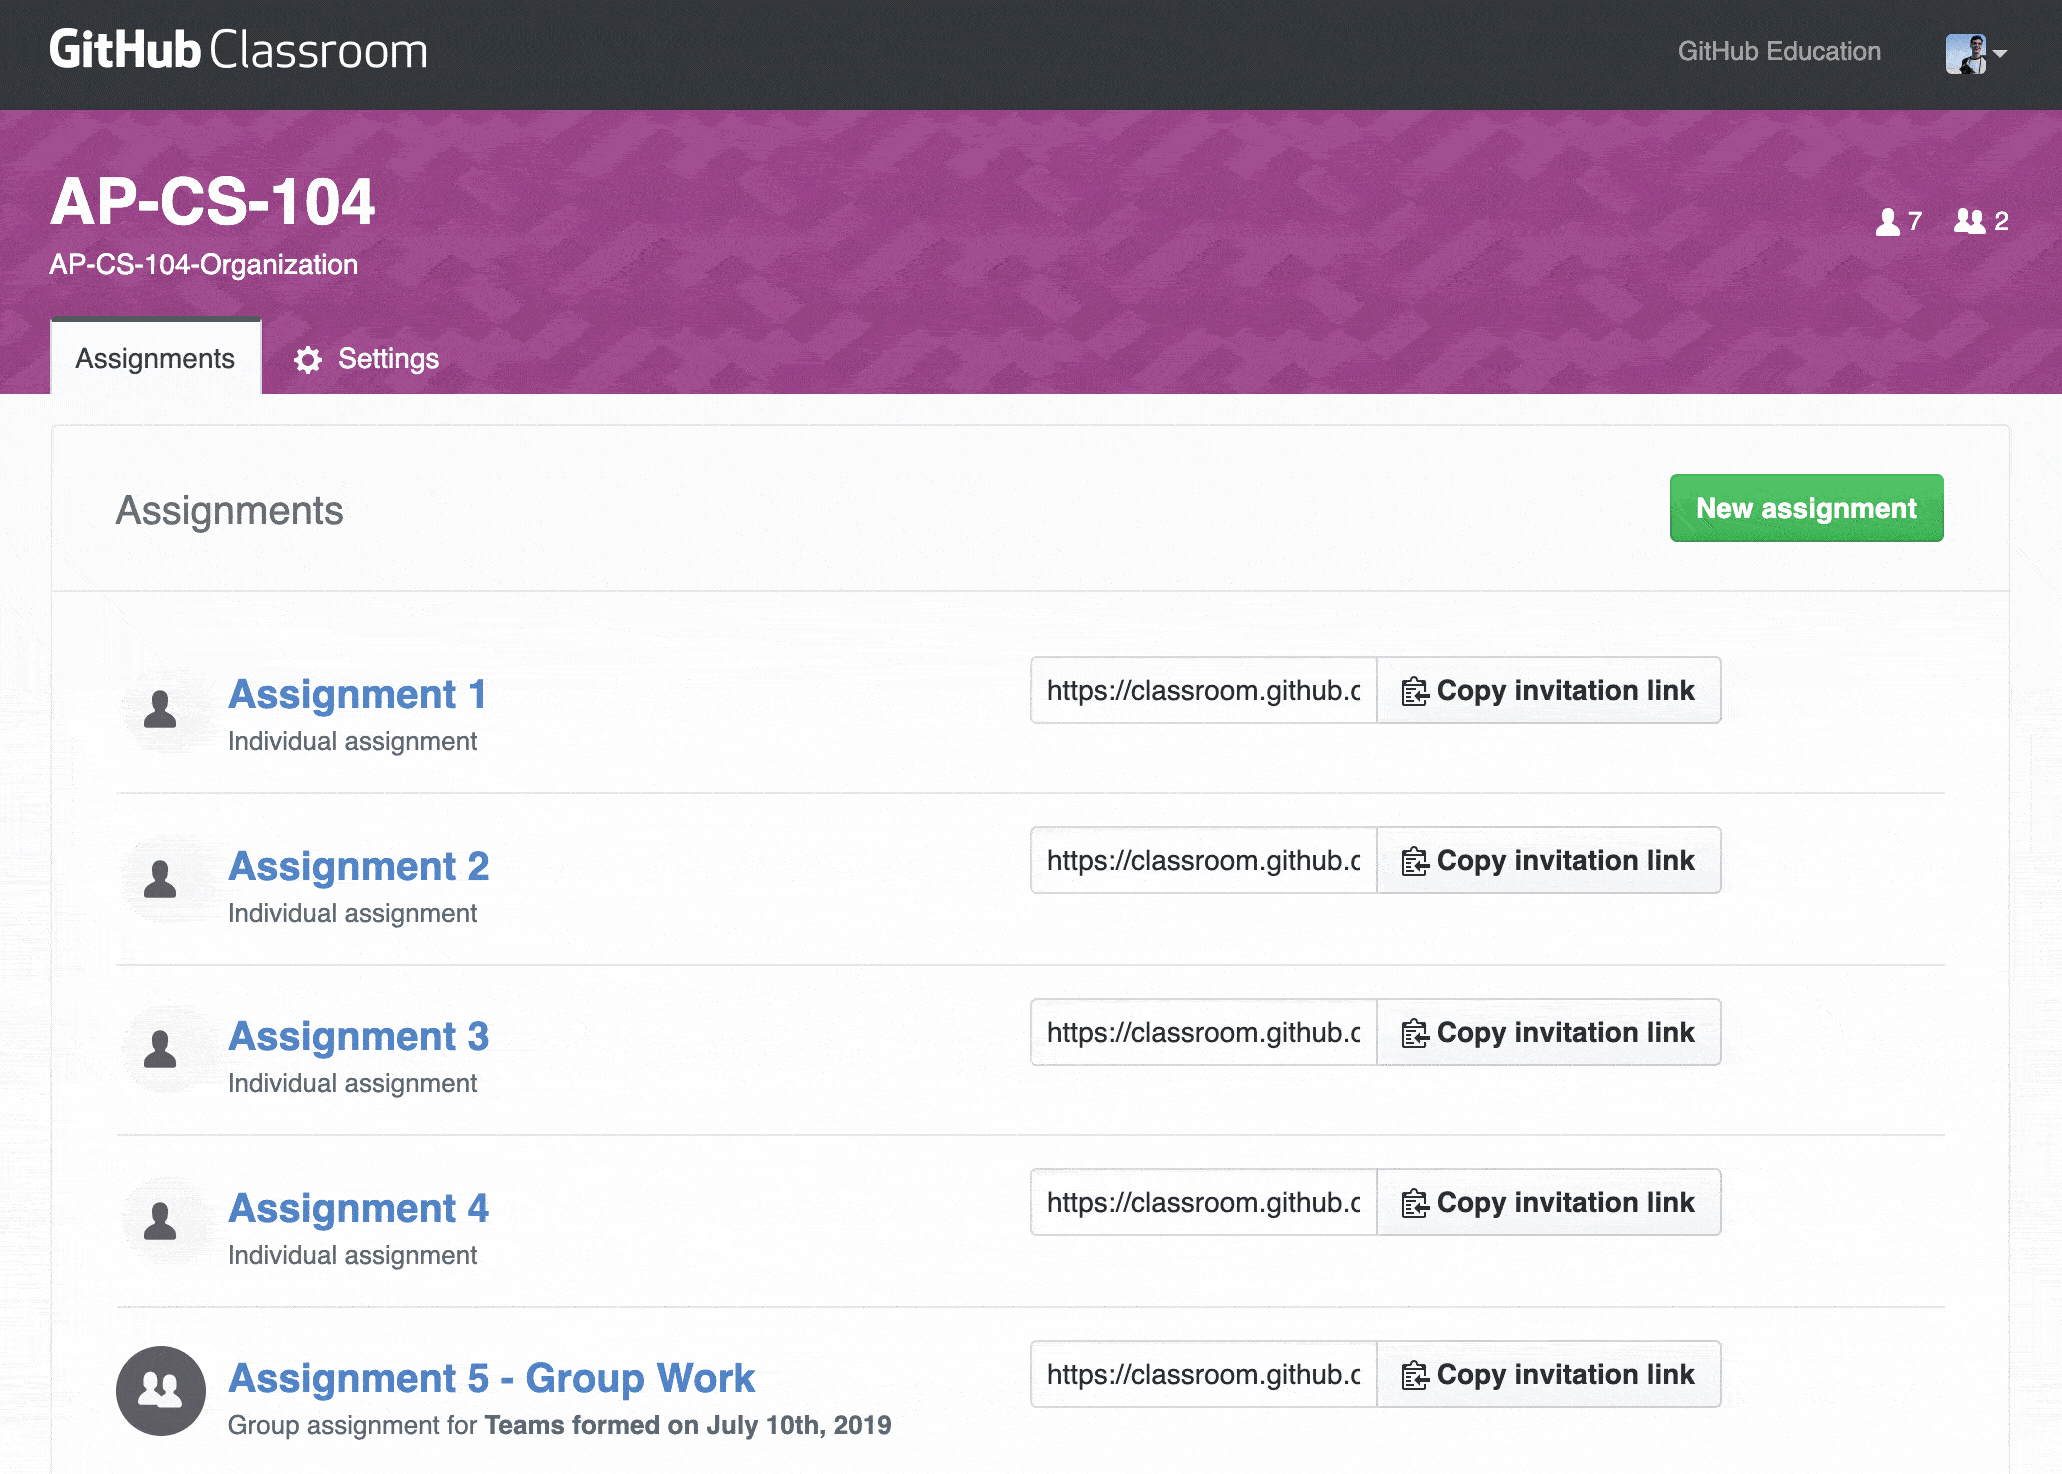 GitHub Classroom
GitHub Education
AP-CS-104
7
2
AP-CS-104-Organization
Assignments
Settings
Assignments
New assignment
Assignment 1
Individual assignment
https://classroom.github.c
Copy invitation link
Assignment 2
Individual assignment
https://classroom.github.c
Copy invitation link
Assignment 3
Individual assignment
https://classroom.github.c
Copy invitation link
Assignment 4
Individual assignment
https://classroom.github.c
Copy invitation link
Assignment 5 - Group Work
Group assignment for Teams formed on July 10th, 2019
https://classroom.github.c
Copy invitation link